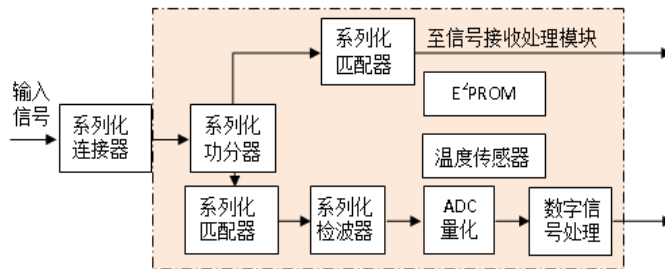 系列化
匹配器
至信号接收处理模块
输入
信号
E²PROM
系列化
连接器
系列化
功分器
温度传感器
系列化
匹配器
系列化
检波器
ADC
量化
数字信
号处理